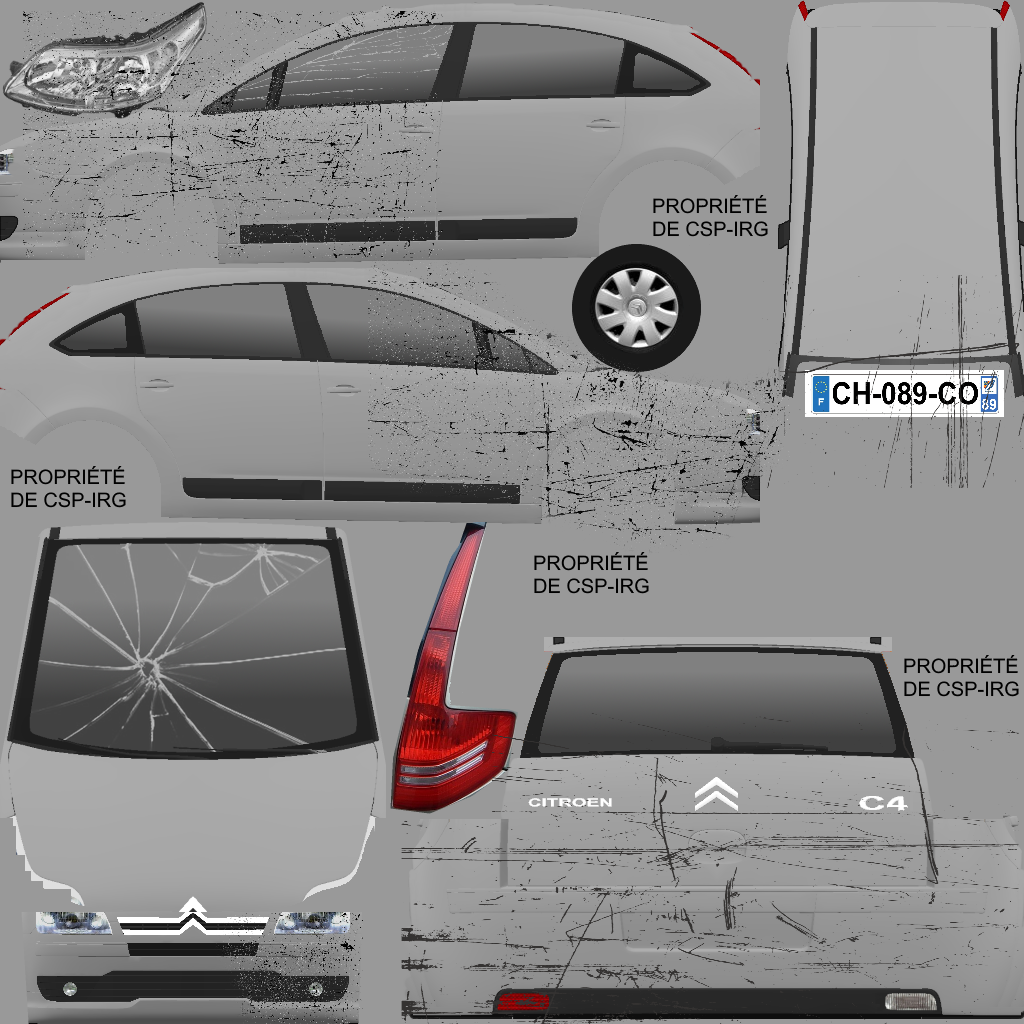 PROPRIÉTÉ
DE CSP-IRG
F CH-089-CO 89
PROPRIÉTÉ
DE CSP-IRG
PROPRIÉTÉ
DE CSP-IRG
PROPRIÉTÉ
DE CSP-IRG
CITROEN C4